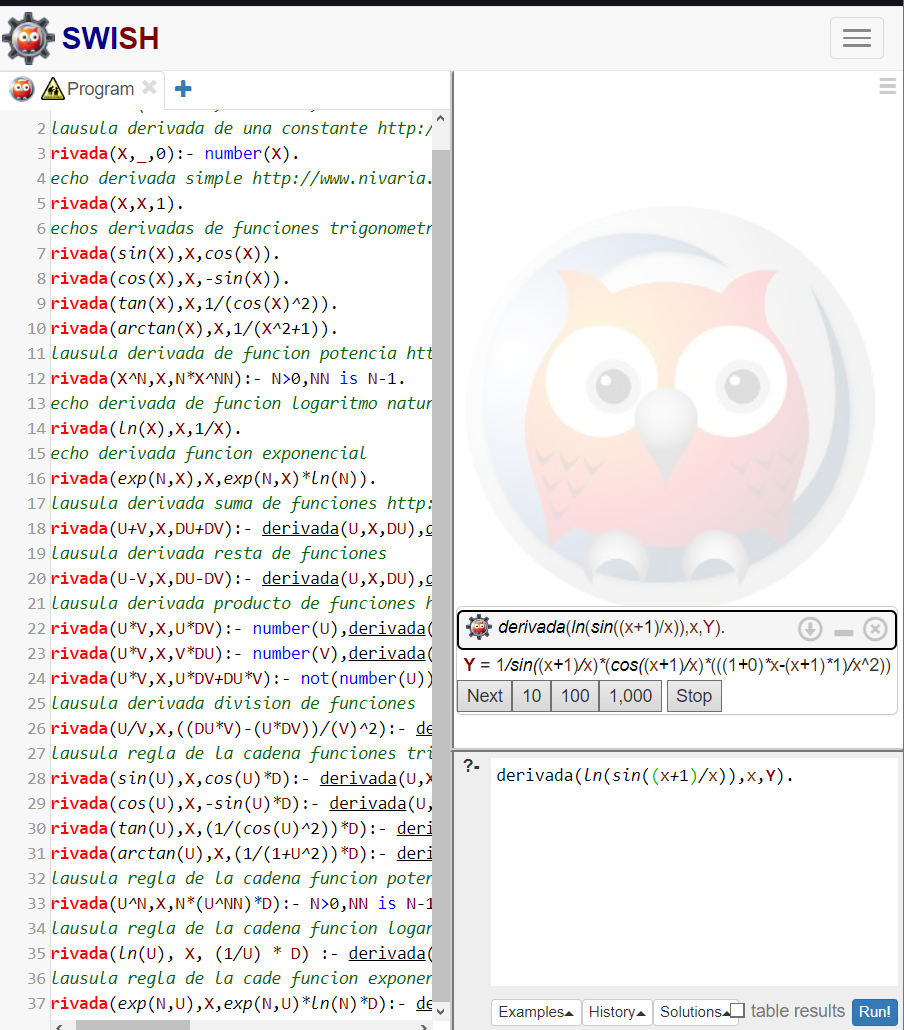 SWISH
Program
2 lausula derivada de una constante http:/
3 rivada(X,_,0):- number(X).
4 echo derivada simple http://www.nivaria.
5 rivada(X,X,1).
6 echos derivadas de funciones trigonometr
7 rivada(sin(X),X,cos(X)).
8 rivada(cos(X),X,-sin(X)).
9 rivada(tan(X),X,1/(cos(X)^2)).
10 rivada(arctan(X),X,1/(X^2+1)).
11 lausula derivada de funcion potencia htt
12 rivada(X^N,X,N*X^NN):- N>0,NN is N-1.
13 echo derivada de funcion logaritmo natur
14 rivada(ln(X),X,1/X).
15 echo derivada funcion exponencial
16 rivada(exp(N,X),X,exp(N,X)*ln(N)).
17 lausula derivada suma de funciones http:
18 rivada(U+V,X,DU+DV):- derivada(U,X,DU),d
19 lausula derivada resta de funciones
20 rivada(U-V,X,DU-DV):- derivada(U,X,DU),d
21 lausula derivada producto de funciones h
22 rivada(U*V,X,U*DV):- number(U),derivada(
23 rivada(U*V,X,V*DU):- number(V),derivada(
24 rivada(U*V,X,U*DV+DU*V):- not(number(U))
25 lausula derivada division de funciones
26 rivada(U/V,X,((DU*V)-(U*DV))/(V)^2):- de
27 lausula regla de la cadena funciones tri
28 rivada(sin(U),X,cos(U)*D):- derivada(U,X
29 rivada(cos(U),X,-sin(U)*D):- derivada(U,
30 rivada(tan(U),X,(1/(cos(U)^2))*D):- deri
31 rivada(arctan(U),X,(1/(1+U^2))*D):- deri
32 lausula regla de la cadena funcion poten
33 rivada(U^N,X,N*(U^NN)*D):- N>0,NN is N-1
34 lausula regla de la cadena funcion logar
35 rivada(ln(U), X, (1/U) * D) :- derivada(
36 lausula regla de la cade funcion exponen
37 rivada(exp(N,U),X,exp(N,U)*ln(N)*D):- de
derivada(ln(sin((x+1)/x)),x,Y).
Y = 1/sin((x+1)/x)*(cos((x+1)/x)*(((1+0)*x-(x+1)*1)/x^2))
Next 10 100 1,000 Stop
?- derivada(ln(sin((x+1)/x)),x,Y).
Examples History Solutions table results Run!